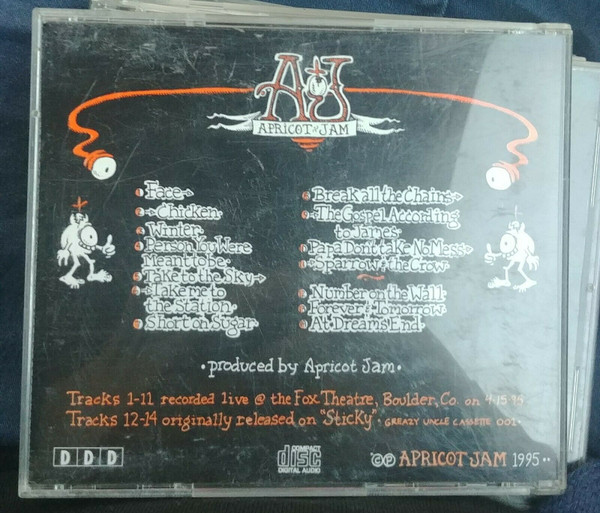 A J
APRICOT JAM
Face
Chicken
Winter
Person You Were
Meant to be
Take to the Sky
Take me to
the Station
Short on Sugar
Break all the Chains
The Gospel According
to James
Papa Don't take No Mess
Sparrow & the Crow
Number on the Wall
Forever & Tomorrow
At Dream's End
• produced by Apricot Jam •
Tracks 1-11 recorded live @ the Fox Theatre, Boulder, Co. on 4·15·95
Tracks 12-14 originally released on "Sticky" · GREAZY UNCLE CASSETTE 001 ·
DDD
COMPACT
disc
DIGITAL AUDIO
©℗ APRICOT JAM 1995 ••